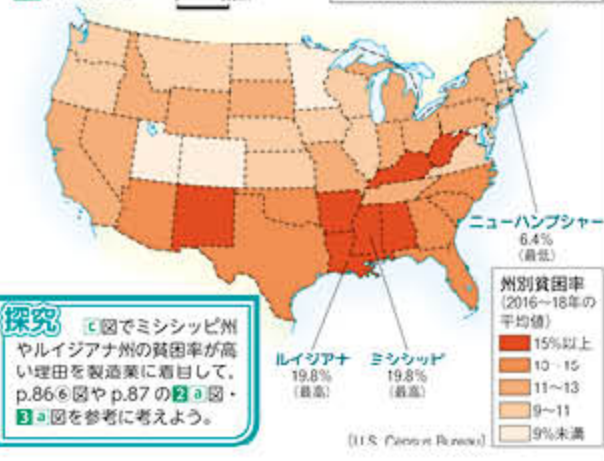 ニューハンプシャー
6.4%
(最低)
州別貧困率
(2016〜18年の
平均値)
15%以上
13〜15
11〜13
9〜11
9%未満
ルイジアナ
19.8%
(最高)
ミシシッピ
19.8%
(最高)
探究 c図でミシシッピ州
やルイジアナ州の貧困率が高
い理由を製造業に着目して,
p.86⑥図や p.87 の2a図・
3a図を参考に考えよう。
(U.S. Census Bureau)